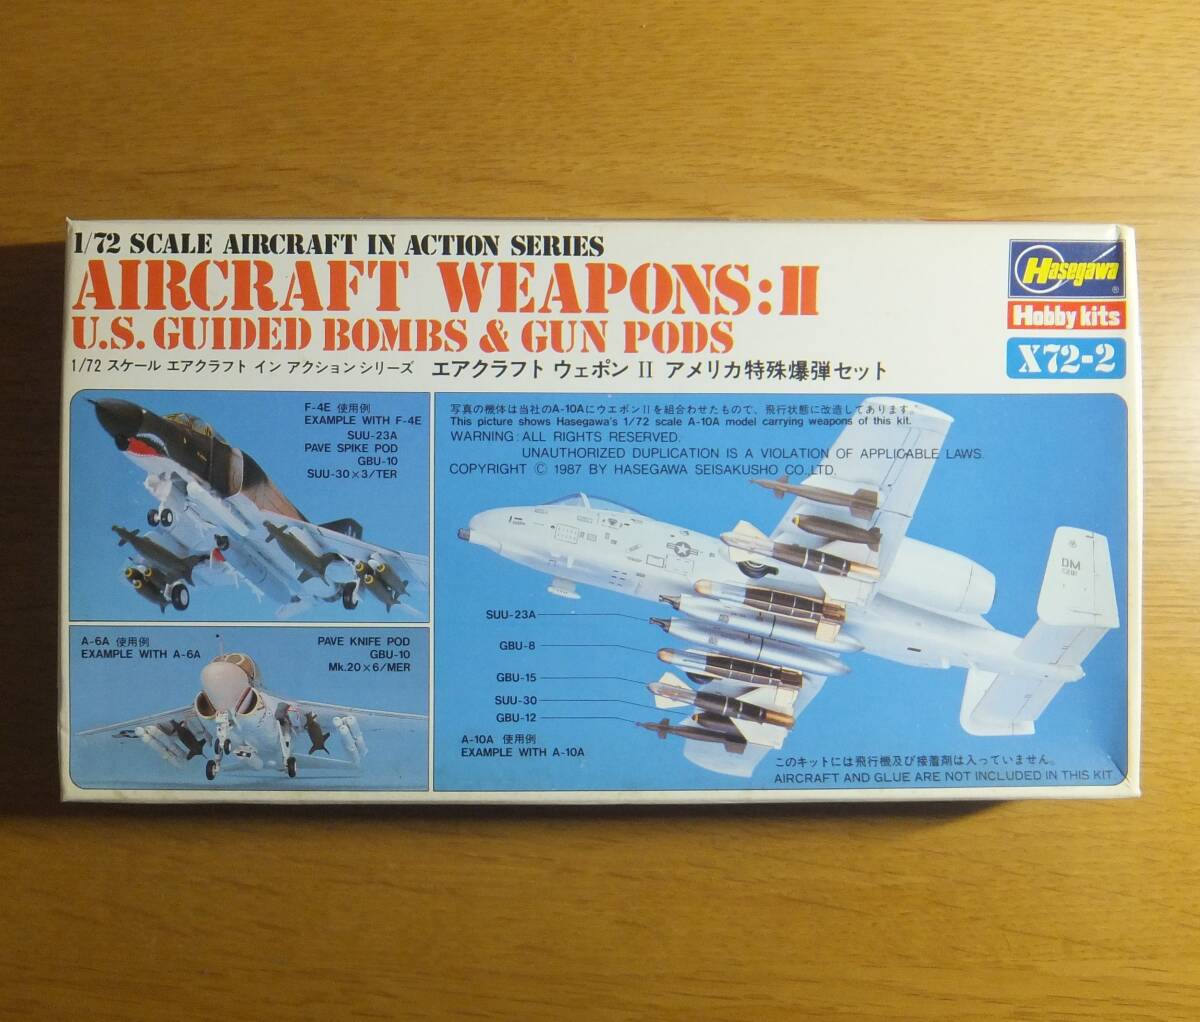 1/72 SCALE AIRCRAFT IN ACTION SERIES
AIRCRAFT WEAPONS:II
U.S. GUIDED BOMBS & GUN PODS
1/72 スケール エアクラフト イン アクション シリーズ エアクラフト ウェポン II アメリカ特殊爆弾セット
Hasegawa
®
Hobby kits
X72-2
F-4E 使用例
EXAMPLE WITH F-4E
SUU-23A
PAVE SPIKE POD
GBU-10
SUU-30×3/TER
A-6A 使用例
EXAMPLE WITH A-6A
PAVE KNIFE POD
GBU-10
Mk.20×6/MER
写真の機体は当社のA-10AにウエポンIIを組合わせたもので、飛行状態に改造してあります。
This picture shows Hasegawa's 1/72 scale A-10A model carrying weapons of this kit.
WARNING: ALL RIGHTS RESERVED.
UNAUTHORIZED DUPLICATION IS A VIOLATION OF APPLICABLE LAWS.
COPYRIGHT © 1987 BY HASEGAWA SEISAKUSHO CO.,LTD.
DM
SUU-23A
GBU-8
GBU-15
SUU-30
GBU-12
A-10A 使用例
EXAMPLE WITH A-10A
このキットには飛行機及び接着剤は入っていません。
AIRCRAFT AND GLUE ARE NOT INCLUDED IN THIS KIT